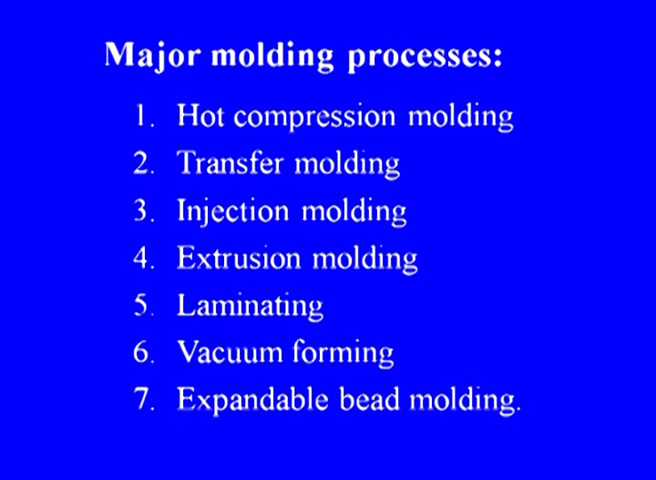 Major molding processes:
1. Hot compression molding
2. Transfer molding
3. Injection molding
4. Extrusion molding
5. Laminating
6. Vacuum forming
7. Expandable bead molding.